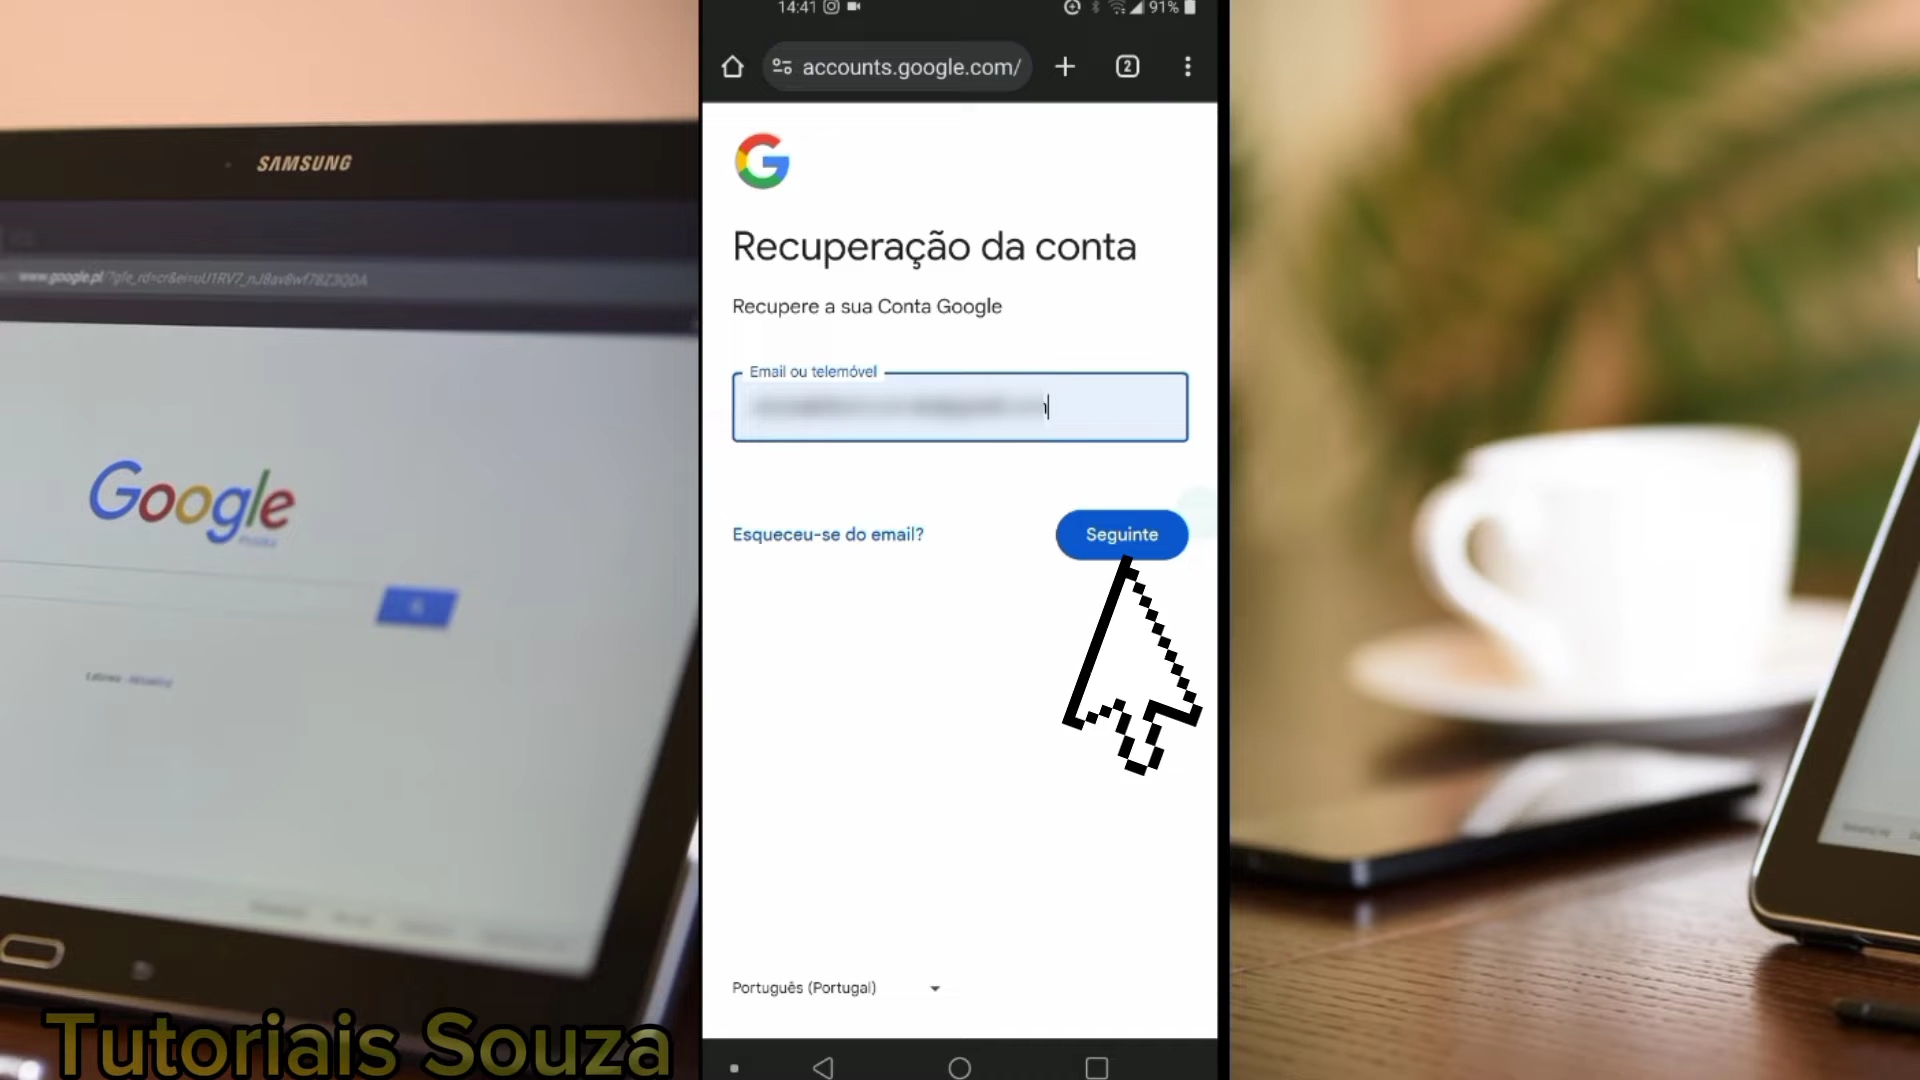 14:41
91%
accounts.google.com/
2
SAMSUNG
Recuperação da conta
Recupere a sua Conta Google
Email ou telemóvel
Google
Esqueceu-se do email?
Seguinte
Português (Portugal)
Tutoriais Souza